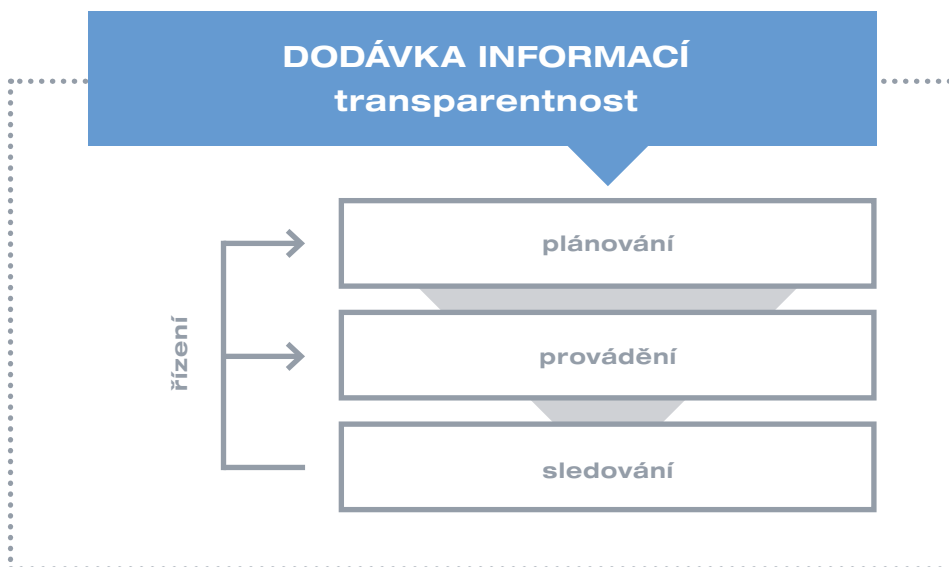 DODÁVKA INFORMACÍ
transparentnost
plánování
řízení
provádění
sledování